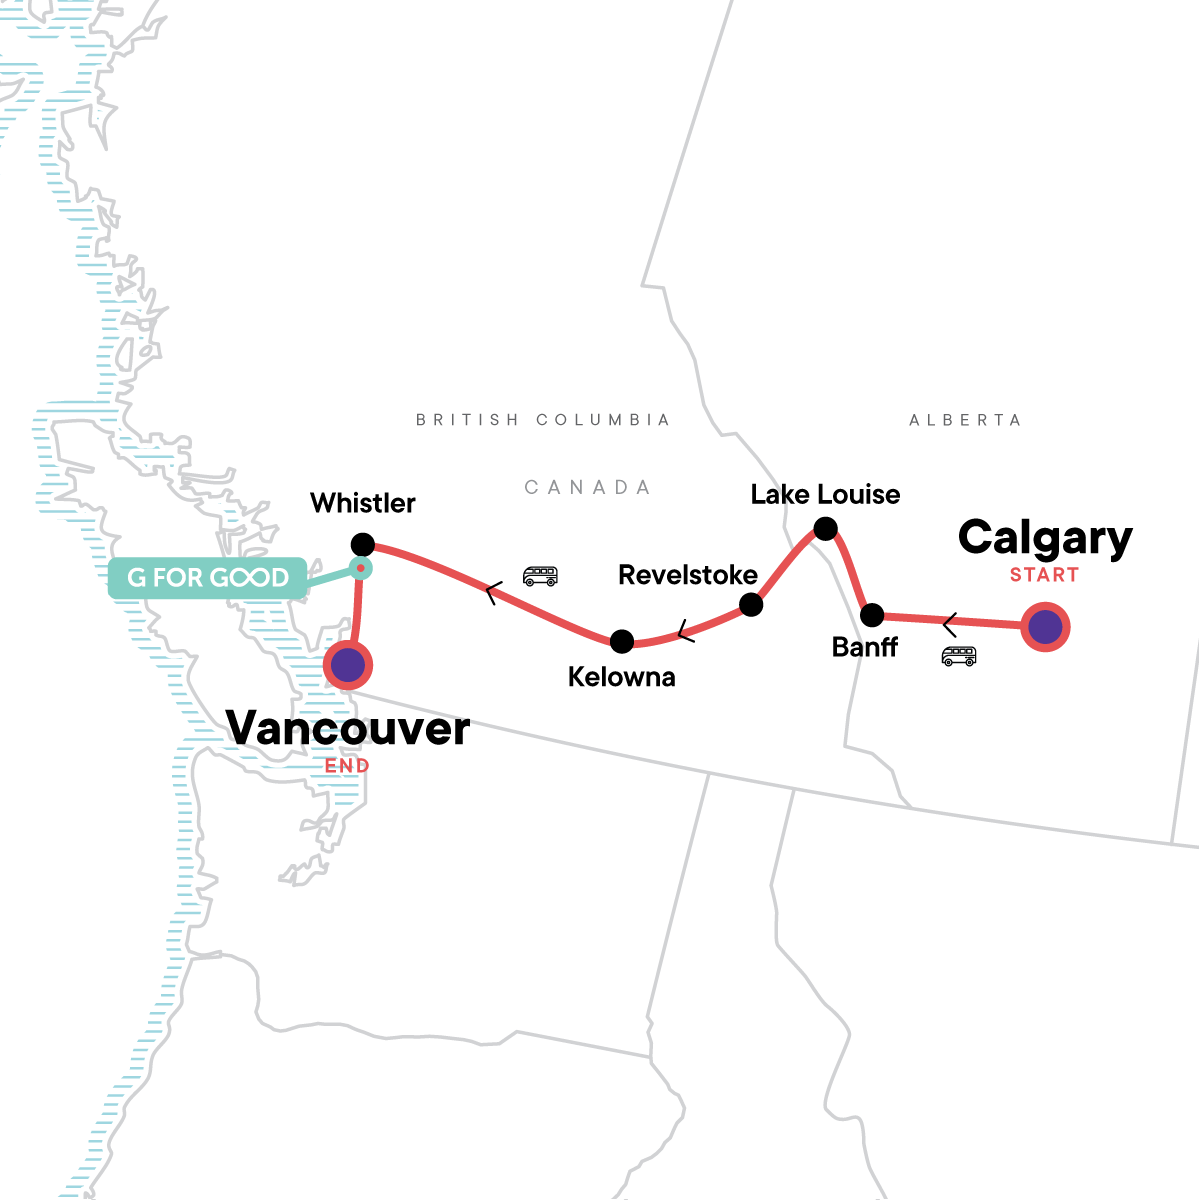 BRITISH COLUMBIA
ALBERTA
CANADA
Whistler
Lake Louise
Calgary
START
G FOR GOOD
Revelstoke
Banff
Kelowna
Vancouver
END